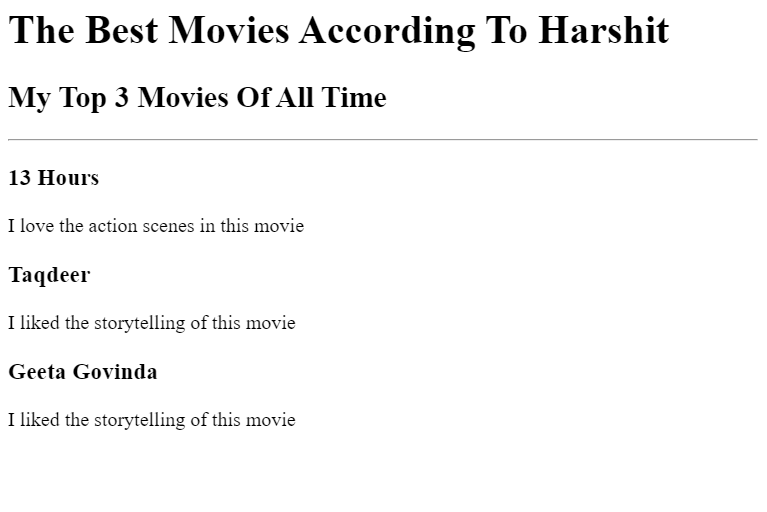 The Best Movies According To Harshit
My Top 3 Movies Of All Time
13 Hours
I love the action scenes in this movie
Taqdeer
I liked the storytelling of this movie
Geeta Govinda
I liked the storytelling of this movie